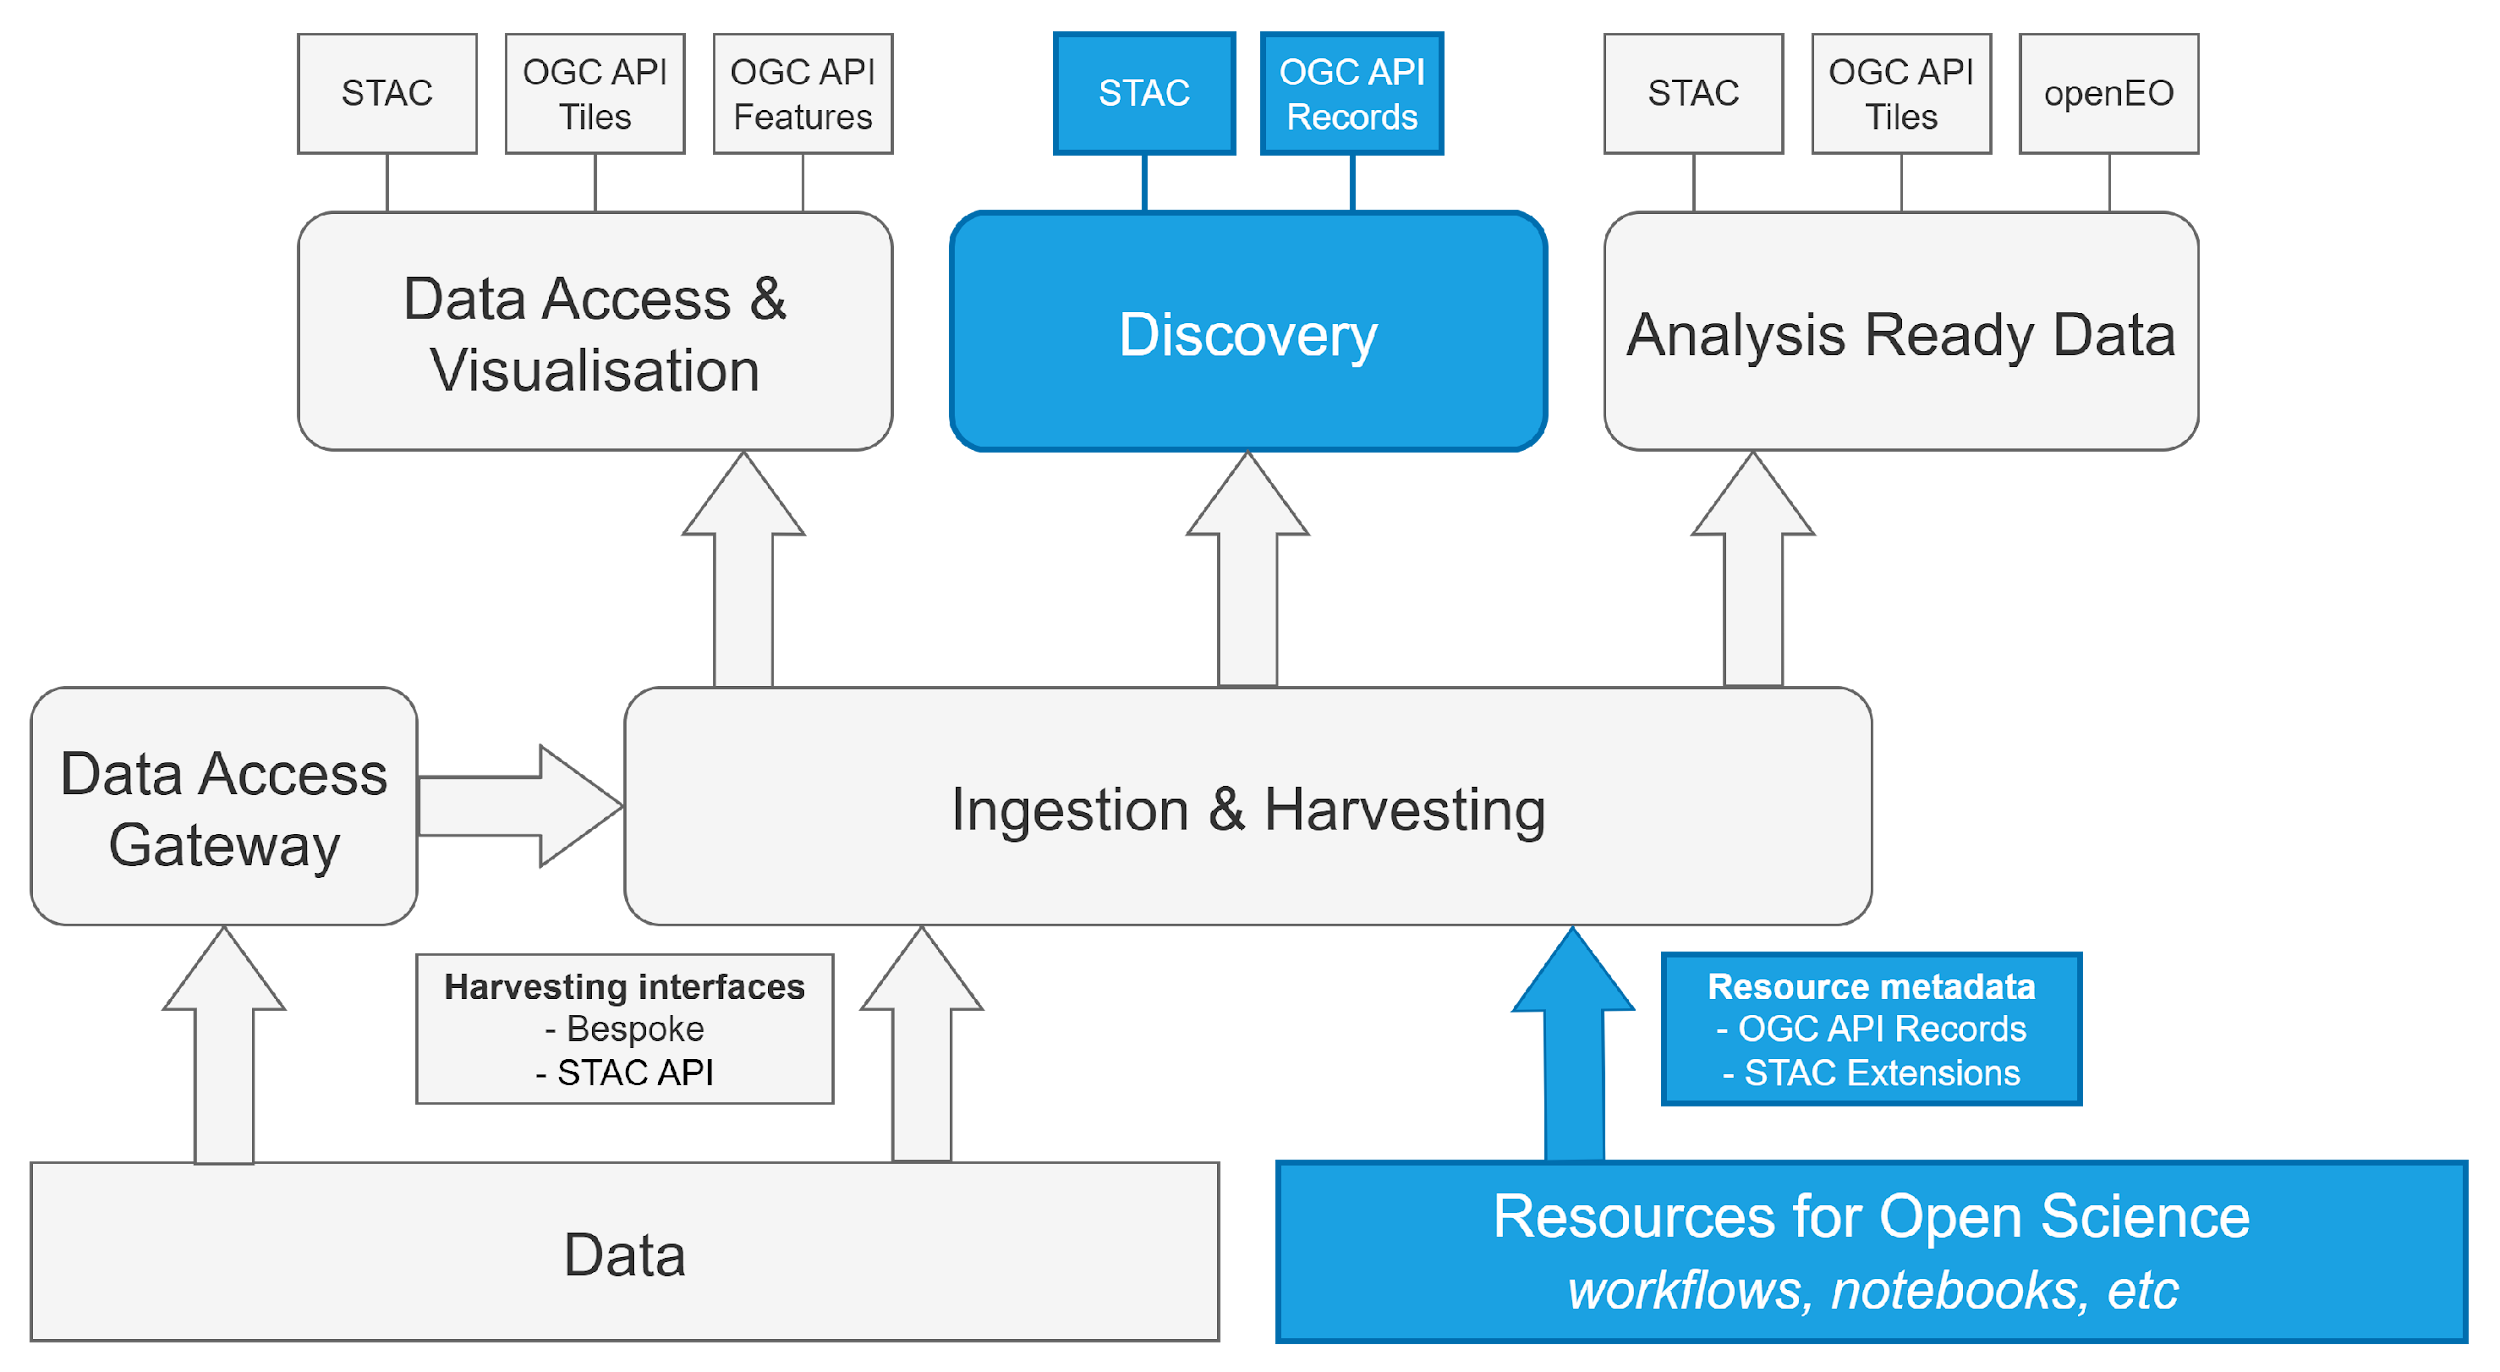 STAC
OGC API
Tiles
OGC API
Features
STAC
OGC API
Records
STAC
OGC API
Tiles
openEO
Data Access &
Visualisation
Discovery
Analysis Ready Data
Data Access
Gateway
Ingestion & Harvesting
Harvesting interfaces
- Bespoke
- STAC API
Resource metadata
- OGC API Records
- STAC Extensions
Data
Resources for Open Science
workflows, notebooks, etc